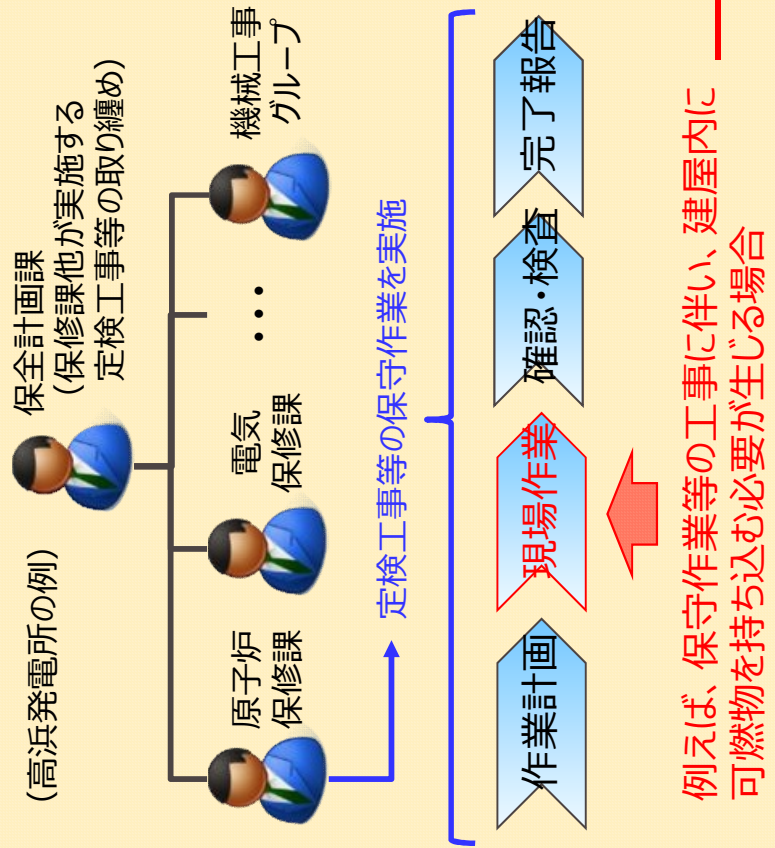 (高浜発電所の例)
保全計画課
(保修課他が実施する
定検工事等の取り纏め)
原子炉
保修課
電気
保修課
・・・
機械工事
グループ
定検工事等の保守作業を実施
作業計画
現場作業
確認・検査
完了報告
例えば、保守作業等の工事に伴い、建屋内に
可燃物を持ち込む必要が生じる場合